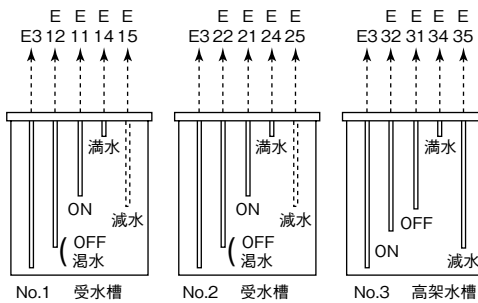 E E E E
E3 12 11 14 15
満水
ON
減水
OFF
渇水
No.1 受水槽
E E E E
E3 22 21 24 25
満水
ON
減水
OFF
渇水
No.2 受水槽
E E E E
E3 32 31 34 35
満水
OFF
ON
減水
No.3 高架水槽